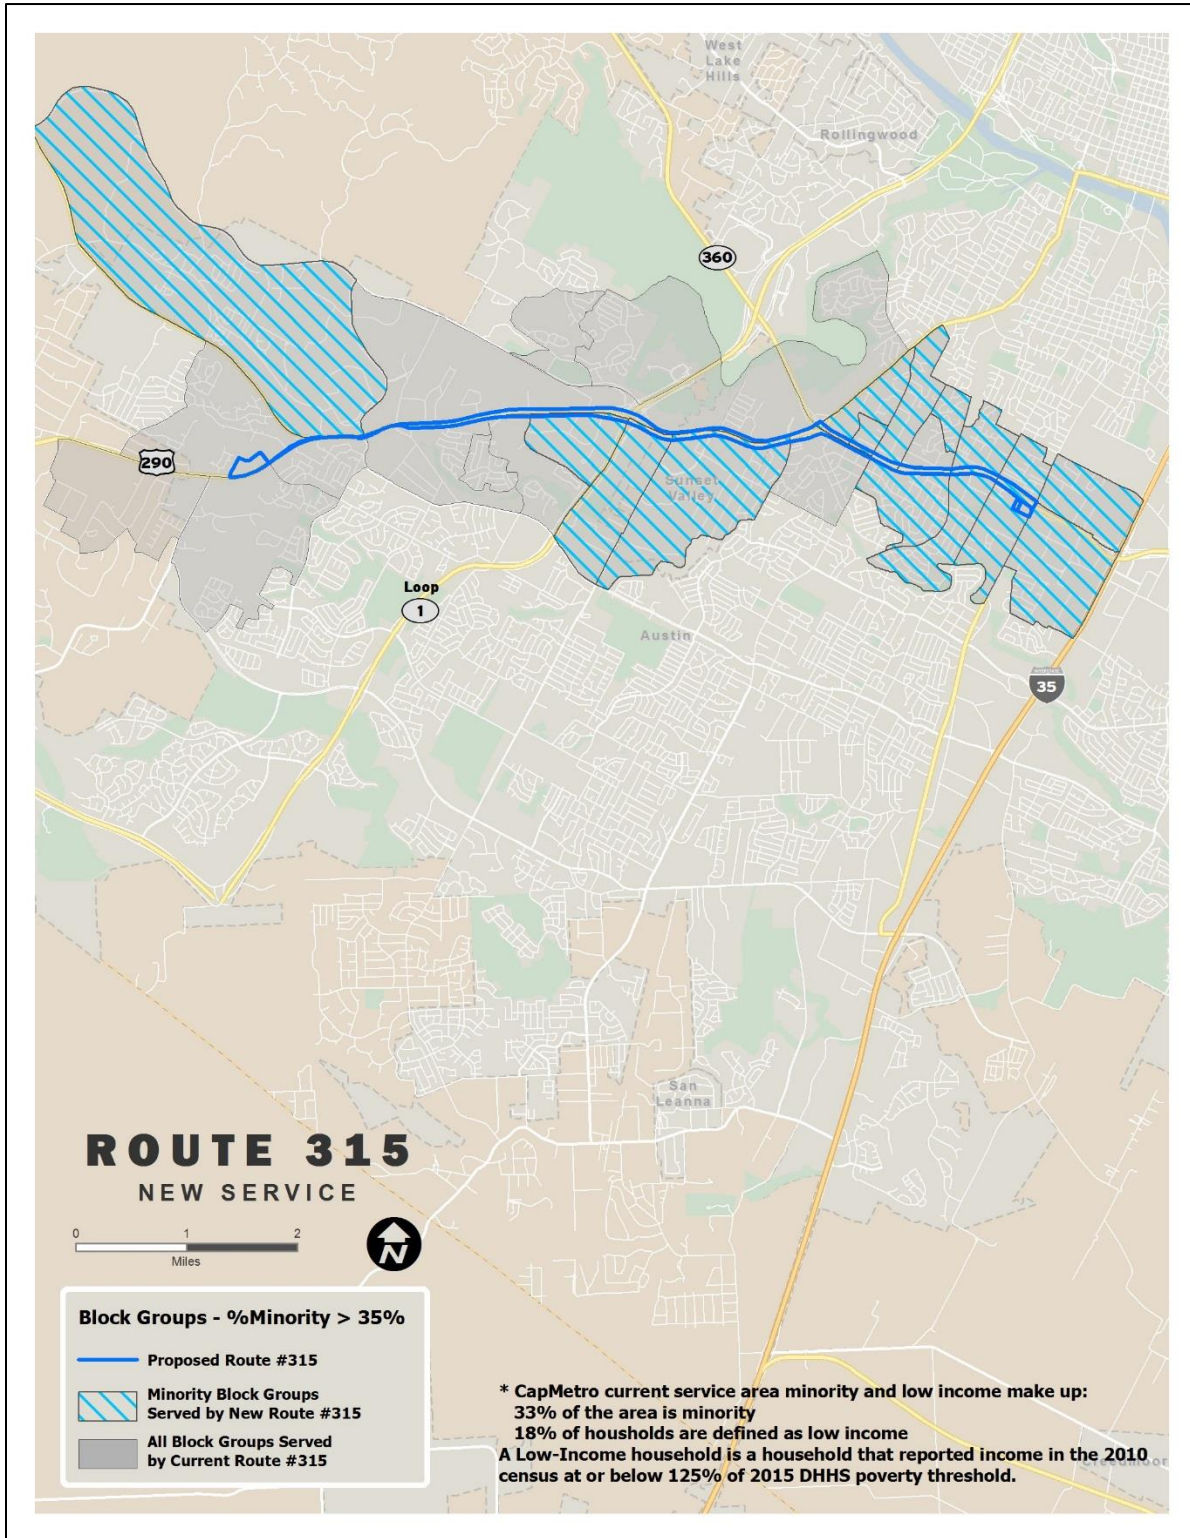 West
Lake
Hills
Rollingwood
360
290
Sunset
Valley
Loop
1
Austin
35
San
Leanna
ROUTE 315
NEW SERVICE
0 1 2
Miles
N
Block Groups - %Minority > 35%
Proposed Route #315
Minority Block Groups
Served by New Route #315
All Block Groups Served
by Current Route #315
* CapMetro current service area minority and low income make up:
33% of the area is minority
18% of housholds are defined as low income
A Low-Income household is a household that reported income in the 2010
census at or below 125% of 2015 DHHS poverty threshold.
Creedmoor